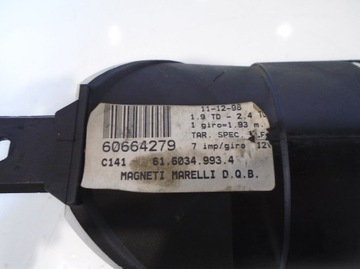 11-12-98
1.9 TD - 2.4
1 giro=1.93 m.
TAR. SPEC.
60664279 7 imp/giro 12V
C141 61.6034.993.4
MAGNETI MARELLI D.Q.B.